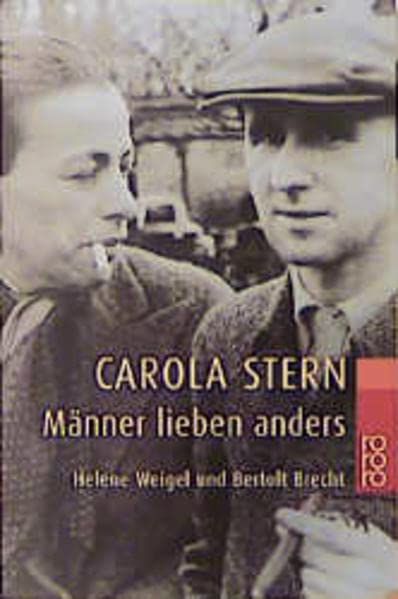 CAROLA STERN
Männer lieben anders
Helene Weigel und Bertolt Brecht
rororo